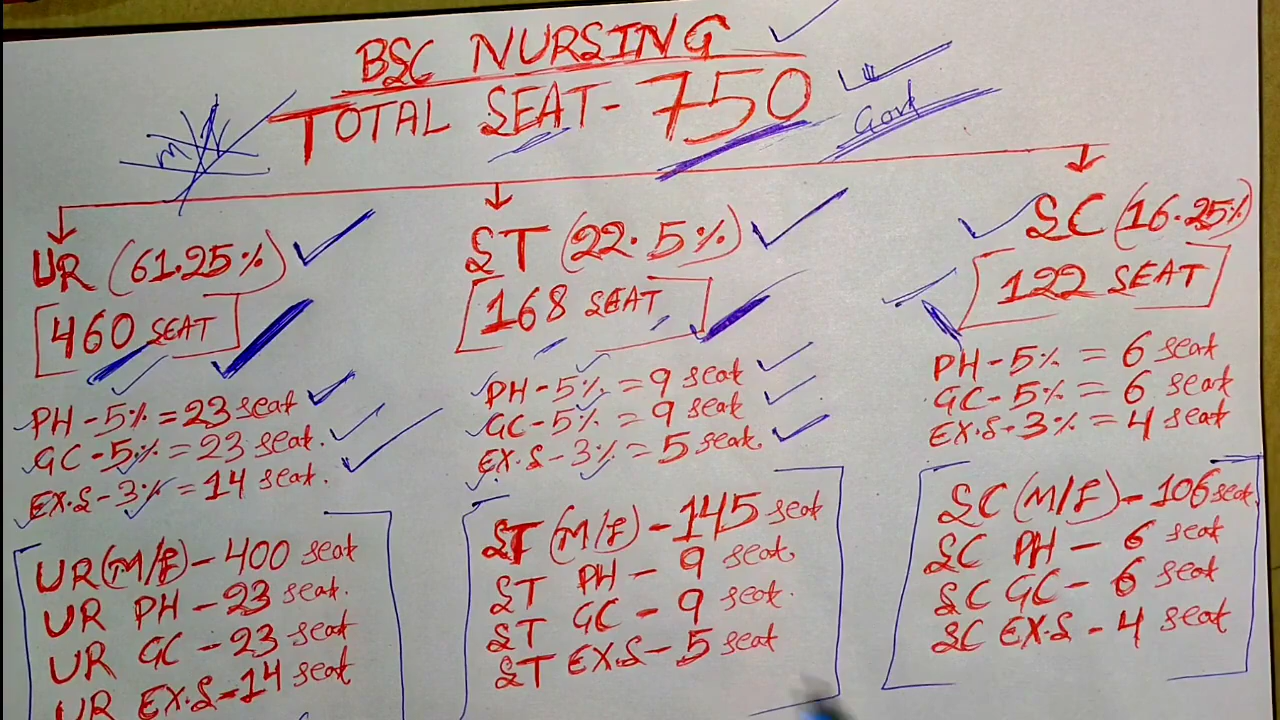 BSC NURSING
TOTAL SEAT- 750
Govt
M/F
UR (61.25%)
460 SEAT
PH-5% = 23 seat
GC-5% = 23 seat.
EX.S-3% = 14 seat.
UR(M/F)-400 seat
UR PH-23 seat.
UR GC-23 seat
UR EX.S-14 seat
ST (22.5%)
168 SEAT
PH-5% = 9 seat
GC-5% = 9 seat
EX.S-3% = 5 seat.
ST (M/F)-145 seat
ST PH-9 seat.
ST GC-9 seat.
ST EX.S-5 seat
SC (16.25%)
122 SEAT
PH-5% = 6 seat
GC-5% = 6 seat
EX.S-3% = 4 seat
SC (M/F)-106 seat
SC PH-6 seat
SC GC-6 seat
SC EX.S-4 seat